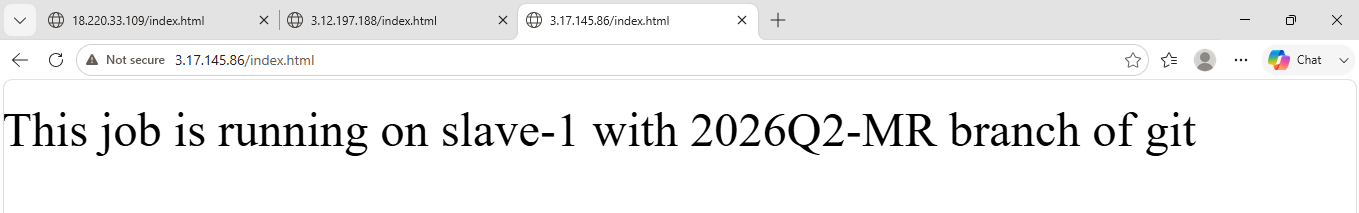 18.220.33.109/index.html
3.12.197.188/index.html
3.17.145.86/index.html
Not secure 3.17.145.86/index.html
Chat
This job is running on slave-1 with 2026Q2-MR branch of git